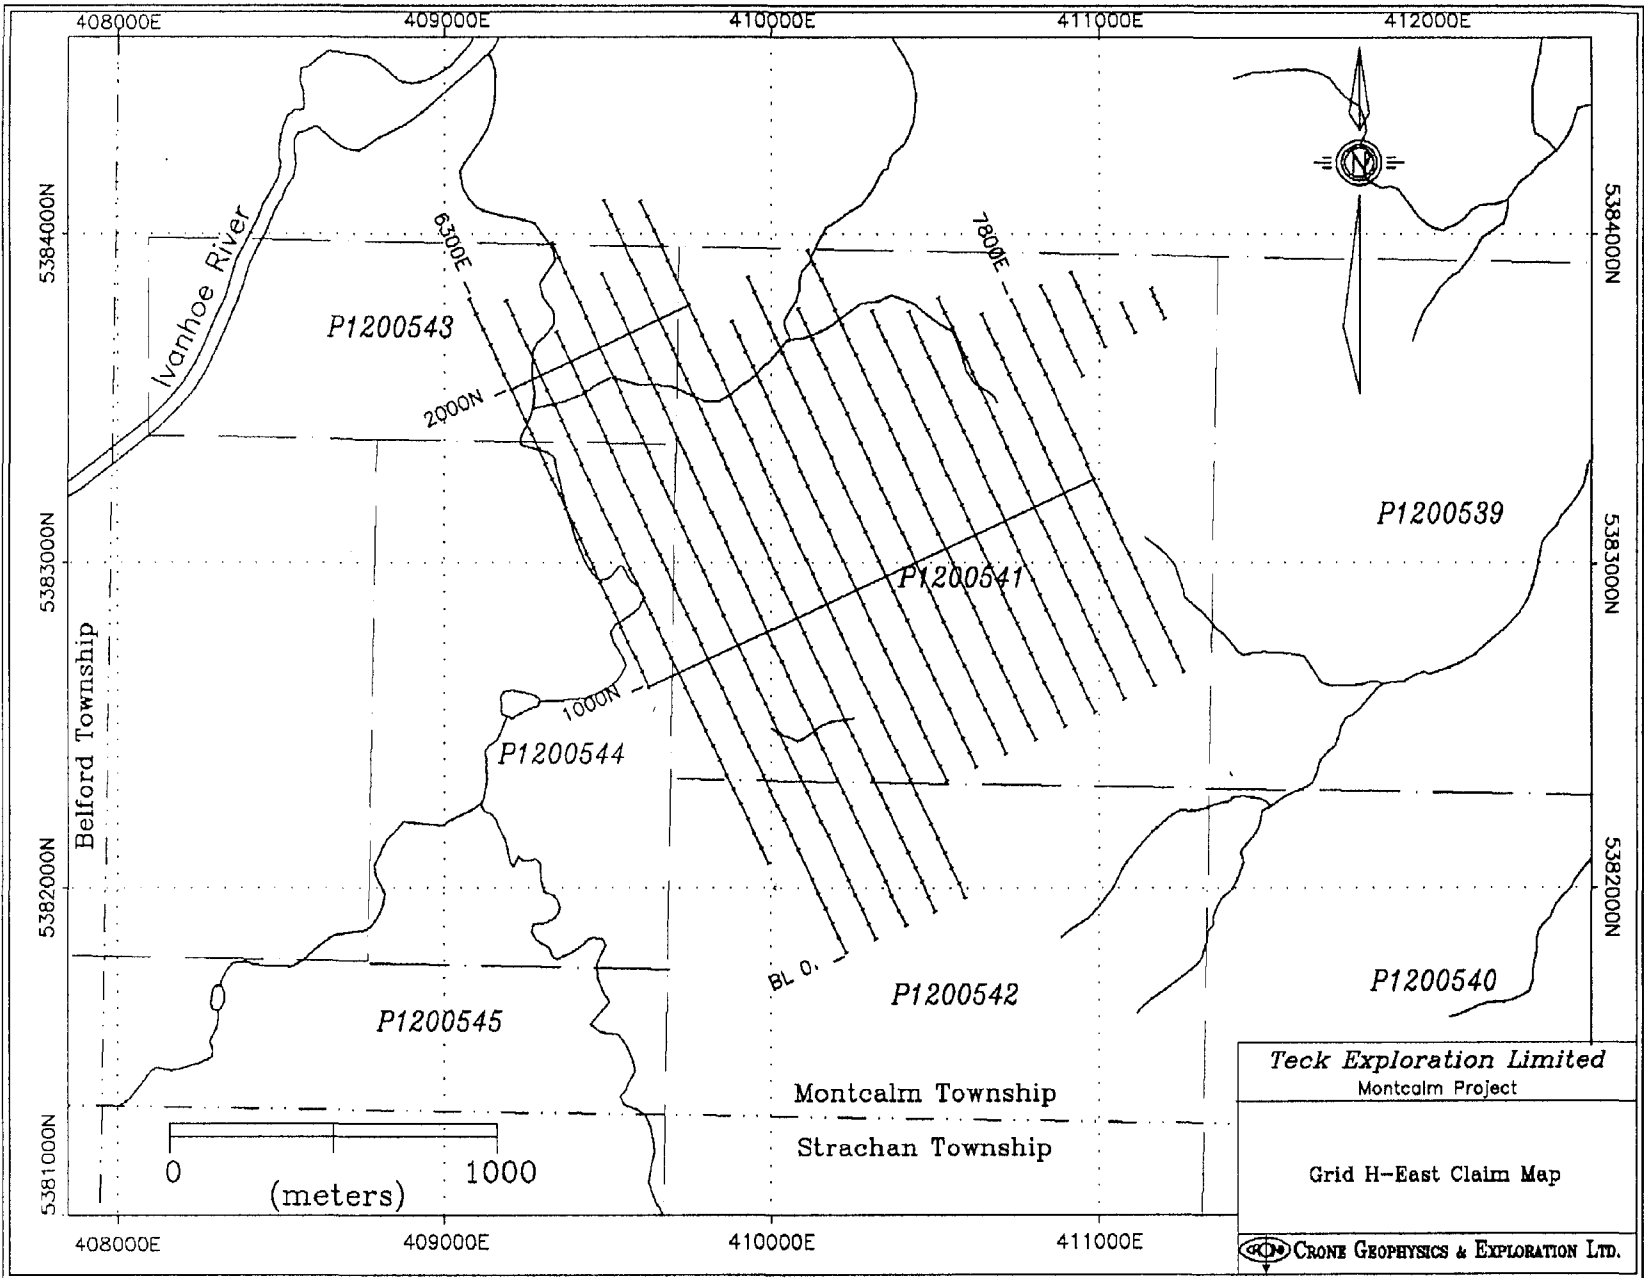 408000E
409000E
410000E
411000E
412000E
5384000N
5383000N
5382000N
5381000N
5384000N
5383000N
5382000N
N
Ivanhoe River
6300E
7800E
P1200543
2000N
P1200539
P1200541
Belford Township
1000N
P1200544
BL 0.
P1200542
P1200540
P1200545
Montcalm Township
Strachan Township
0
1000
(meters)
Teck Exploration Limited
Montcalm Project
Grid H-East Claim Map
CRONE
CRONE GEOPHYSICS & EXPLORATION LTD.
408000E
409000E
410000E
411000E